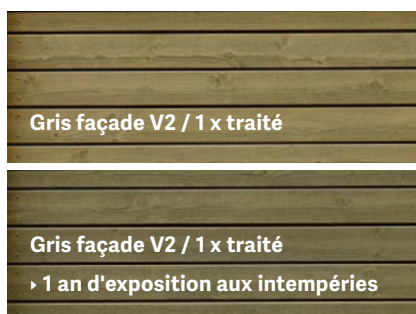 Gris façade V2 / 1 x traité
Gris façade V2 / 1 x traité
› 1 an d'exposition aux intempéries